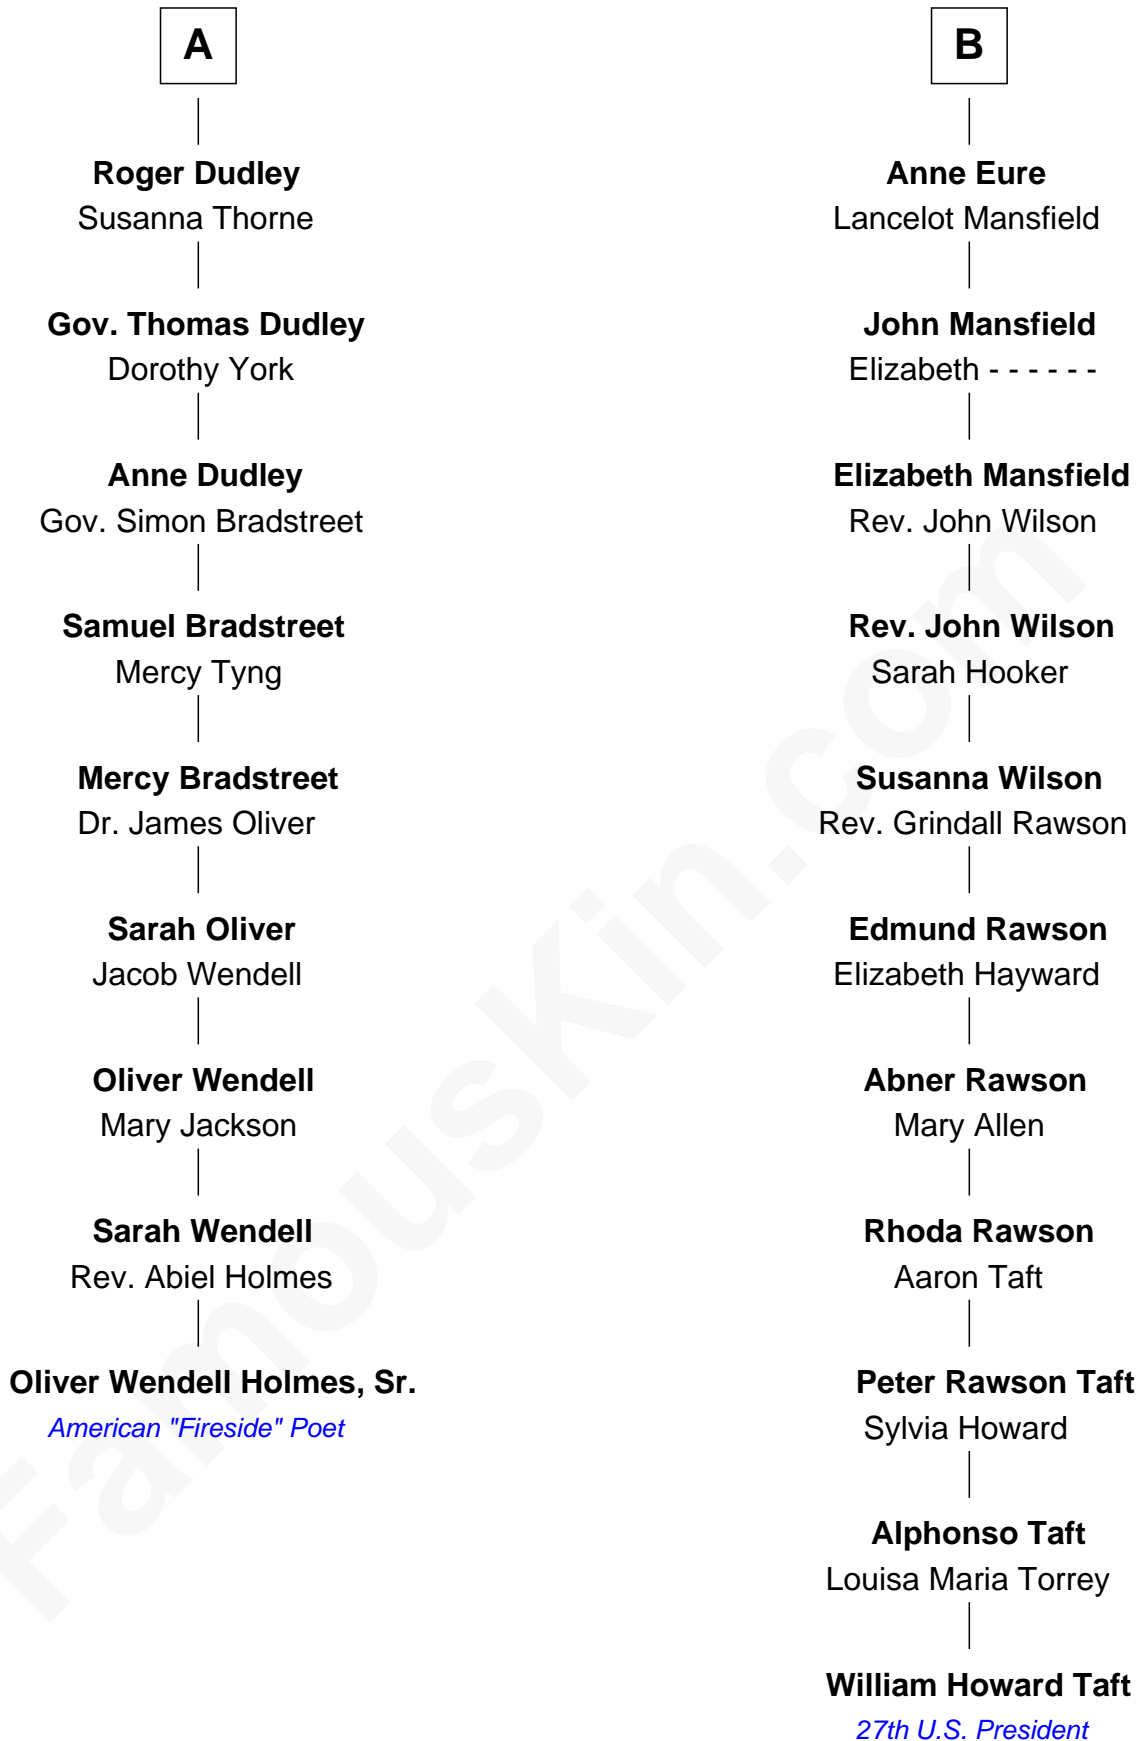 A
Roger Dudley
Susanna Thorne
Gov. Thomas Dudley
Dorothy York
Anne Dudley
Gov. Simon Bradstreet
Samuel Bradstreet
Mercy Tyng
Mercy Bradstreet
Dr. James Oliver
Sarah Oliver
Jacob Wendell
Oliver Wendell
Mary Jackson
Sarah Wendell
Rev. Abiel Holmes
Oliver Wendell Holmes, Sr.
American "Fireside" Poet
B
Anne Eure
Lancelot Mansfield
John Mansfield
Elizabeth - - - - - -
Elizabeth Mansfield
Rev. John Wilson
Rev. John Wilson
Sarah Hooker
Susanna Wilson
Rev. Grindall Rawson
Edmund Rawson
Elizabeth Hayward
Abner Rawson
Mary Allen
Rhoda Rawson
Aaron Taft
Peter Rawson Taft
Sylvia Howard
Alphonso Taft
Louisa Maria Torrey
William Howard Taft
27th U.S. President
FamousKin.com